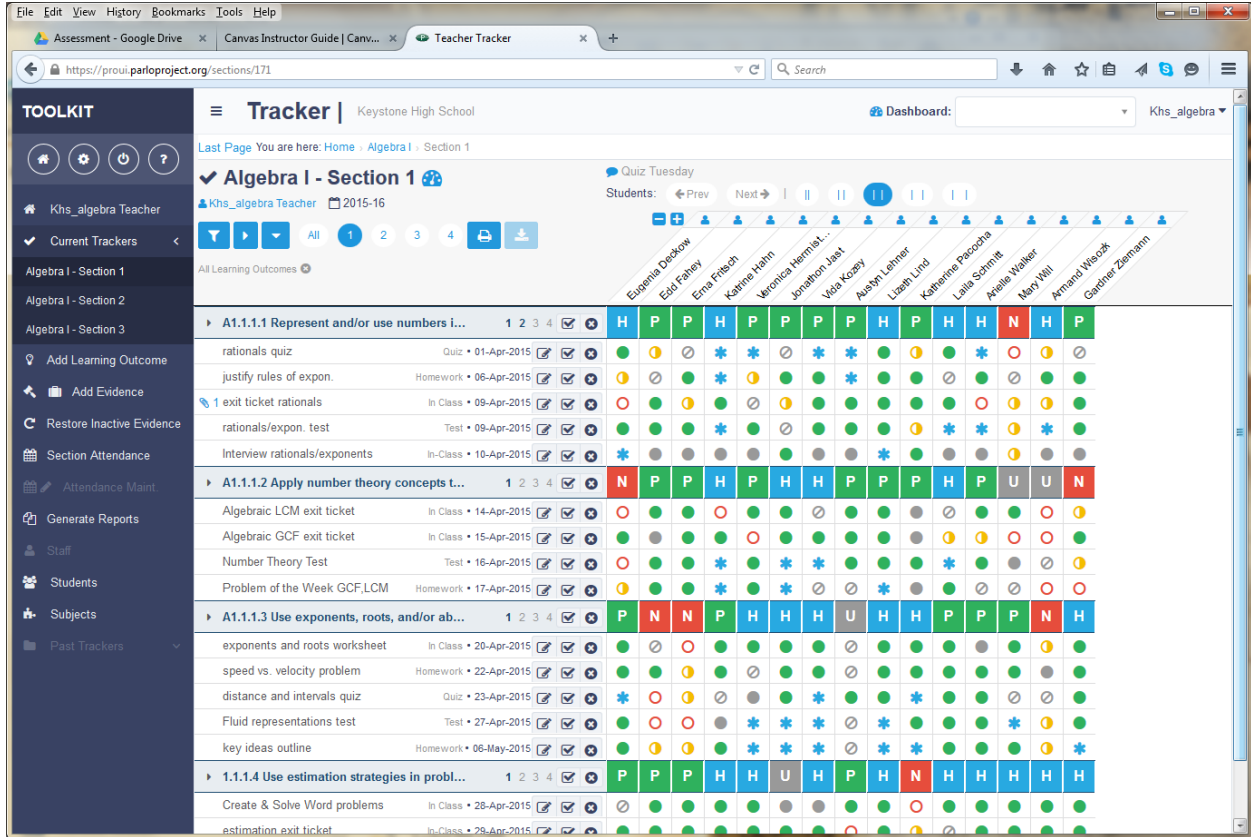 File Edit View History Bookmarks Tools Help
Assessment - Google Drive × Canvas Instructor Guide | Canv... × Teacher Tracker × +
https://proui.parloproject.org/sections/171 Search
TOOLKIT
Tracker | Keystone High School Dashboard: Khs_algebra
Last Page You are here: Home › Algebra I › Section 1
?
Khs_algebra Teacher
Current Trackers
Algebra I - Section 1
Algebra I - Section 2
Algebra I - Section 3
Add Learning Outcome
Add Evidence
Restore Inactive Evidence
Section Attendance
Attendance Maint.
Generate Reports
Staff
Students
Subjects
Past Trackers
Algebra I - Section 1
Khs_algebra Teacher 2015-16
All 1 2 3 4
All Learning Outcomes
Quiz Tuesday
Students: Prev Next | || || || || ||
Eugenia Deckow
Edd Fahey
Erna Fritsch
Katrine Hahn
Veronica Hermist...
Jonathon Jast
Vida Kozey
Austyn Lehner
Lizeth Lind
Katherine Pacocha
Laila Schmitt
Arielle Walker
Mary Will
Armand Wisozk
Gardner Ziemann
A1.1.1.1 Represent and/or use numbers i... 1 2 3 4 H P P H P P P P H P H H N H P
rationals quiz Quiz • 01-Apr-2015
justify rules of expon. Homework • 06-Apr-2015
1 exit ticket rationals In Class • 09-Apr-2015
rationals/expon. test Test • 09-Apr-2015
Interview rationals/exponents In-Class • 10-Apr-2015
A1.1.1.2 Apply number theory concepts t... 1 2 3 4 N P P H P H H P P P H P U U N
Algebraic LCM exit ticket In Class • 14-Apr-2015
Algebraic GCF exit ticket In Class • 15-Apr-2015
Number Theory Test Test • 16-Apr-2015
Problem of the Week GCF,LCM Homework • 17-Apr-2015
A1.1.1.3 Use exponents, roots, and/or ab... 1 2 3 4 P N N P H H H U H H P P P N H
exponents and roots worksheet In Class • 20-Apr-2015
speed vs. velocity problem Homework • 22-Apr-2015
distance and intervals quiz Quiz • 23-Apr-2015
Fluid representations test Test • 27-Apr-2015
key ideas outline Homework • 06-May-2015
1.1.1.4 Use estimation strategies in probl... 1 2 3 4 P P P H H U H P H N H H H H H
Create & Solve Word problems In Class • 28-Apr-2015
estimation exit ticket In-Class • 29-Apr-2015